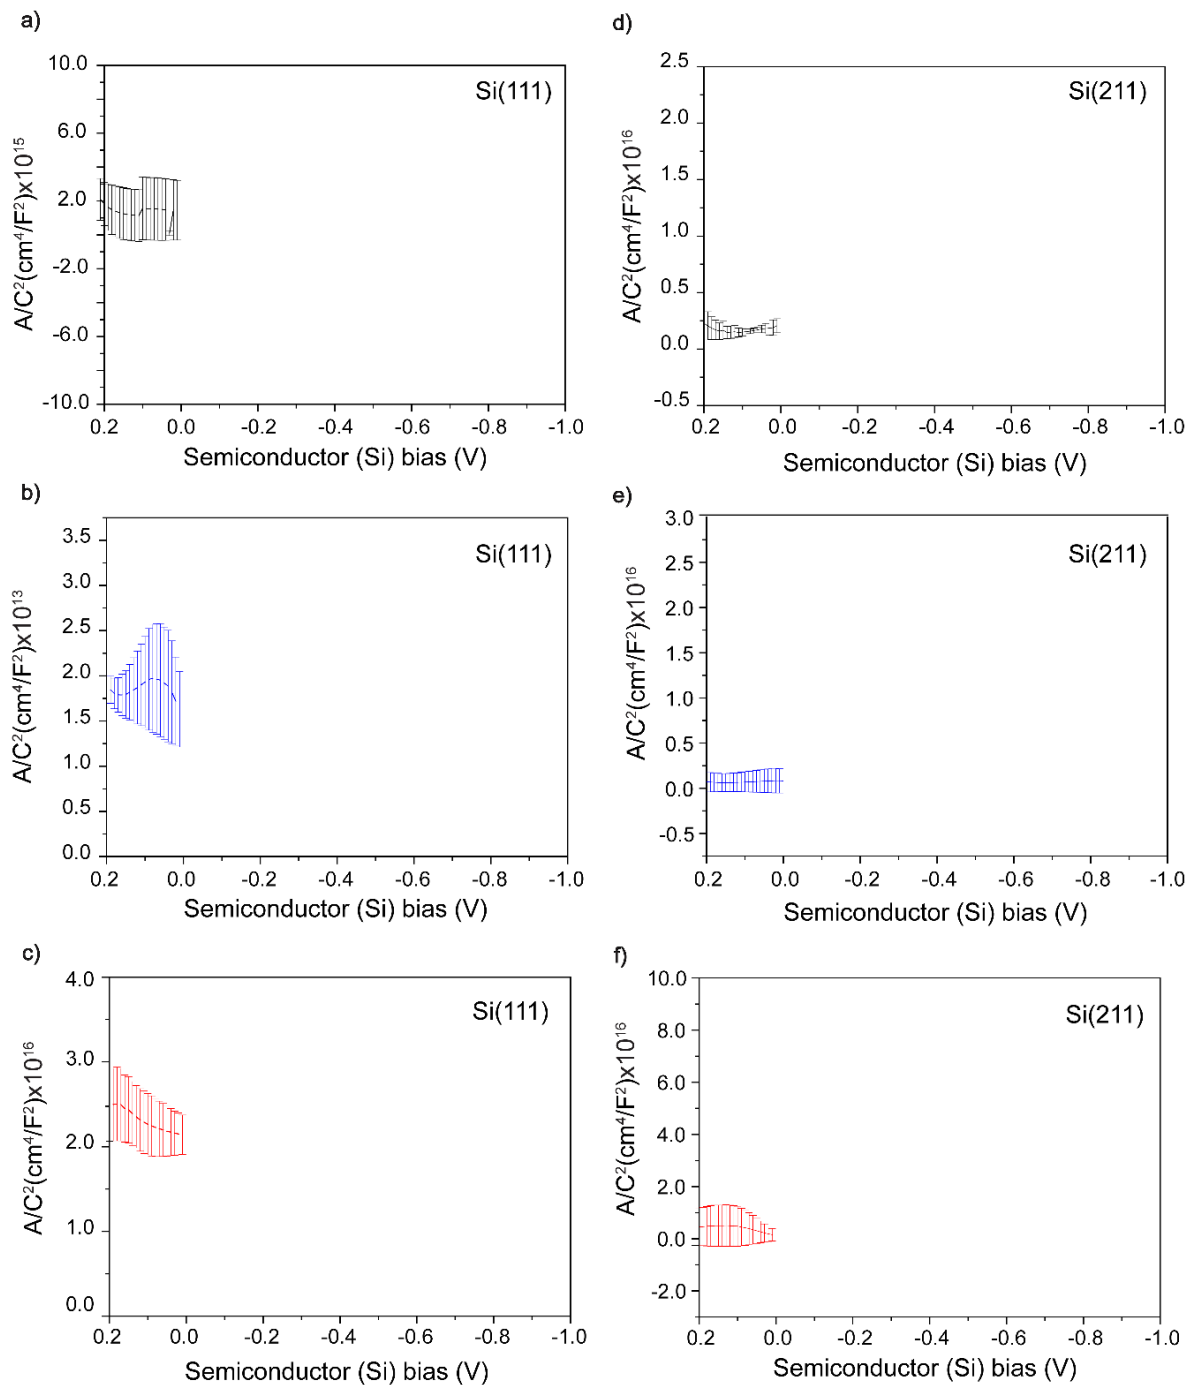 a)
10.0
6.0
2.0
-2.0
-6.0
-10.0
A/C²(cm⁴/F²)x10¹⁵
Si(111)
0.2 0.0 -0.2 -0.4 -0.6 -0.8 -1.0
Semiconductor (Si) bias (V)
d)
2.5
2.0
1.5
1.0
0.5
0.0
-0.5
A/C²(cm⁴/F²)x10¹⁶
Si(211)
0.2 0.0 -0.2 -0.4 -0.6 -0.8 -1.0
Semiconductor (Si) bias (V)
b)
3.5
3.0
2.5
2.0
1.5
1.0
0.5
0.0
A/C²(cm⁴/F²)x10¹³
Si(111)
0.2 0.0 -0.2 -0.4 -0.6 -0.8 -1.0
Semiconductor (Si) bias (V)
e)
3.0
2.5
2.0
1.5
1.0
0.5
0.0
-0.5
A/C²(cm⁴/F²)x10¹⁶
Si(211)
0.2 0.0 -0.2 -0.4 -0.6 -0.8 -1.0
Semiconductor (Si) bias (V)
c)
4.0
3.0
2.0
1.0
0.0
A/C²(cm⁴/F²)x10¹⁶
Si(111)
0.2 0.0 -0.2 -0.4 -0.6 -0.8 -1.0
Semiconductor (Si) bias (V)
f)
10.0
8.0
6.0
4.0
2.0
0.0
-2.0
A/C²(cm⁴/F²)x10¹⁶
Si(211)
0.2 0.0 -0.2 -0.4 -0.6 -0.8 -1.0
Semiconductor (Si) bias (V)